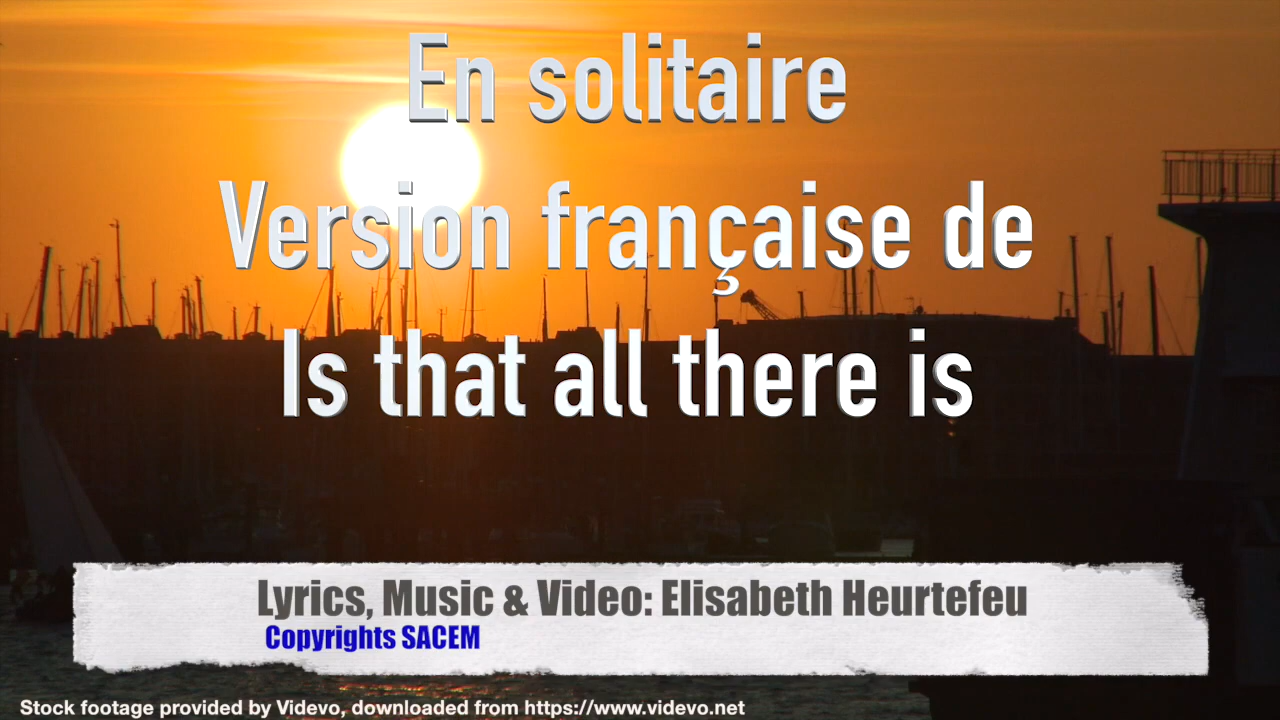 En solitaire
Version française de
Is that all there is
Lyrics, Music & Video: Elisabeth Heurtefeu
Copyrights SACEM
Stock footage provided by Videvo, downloaded from https://www.videvo.net